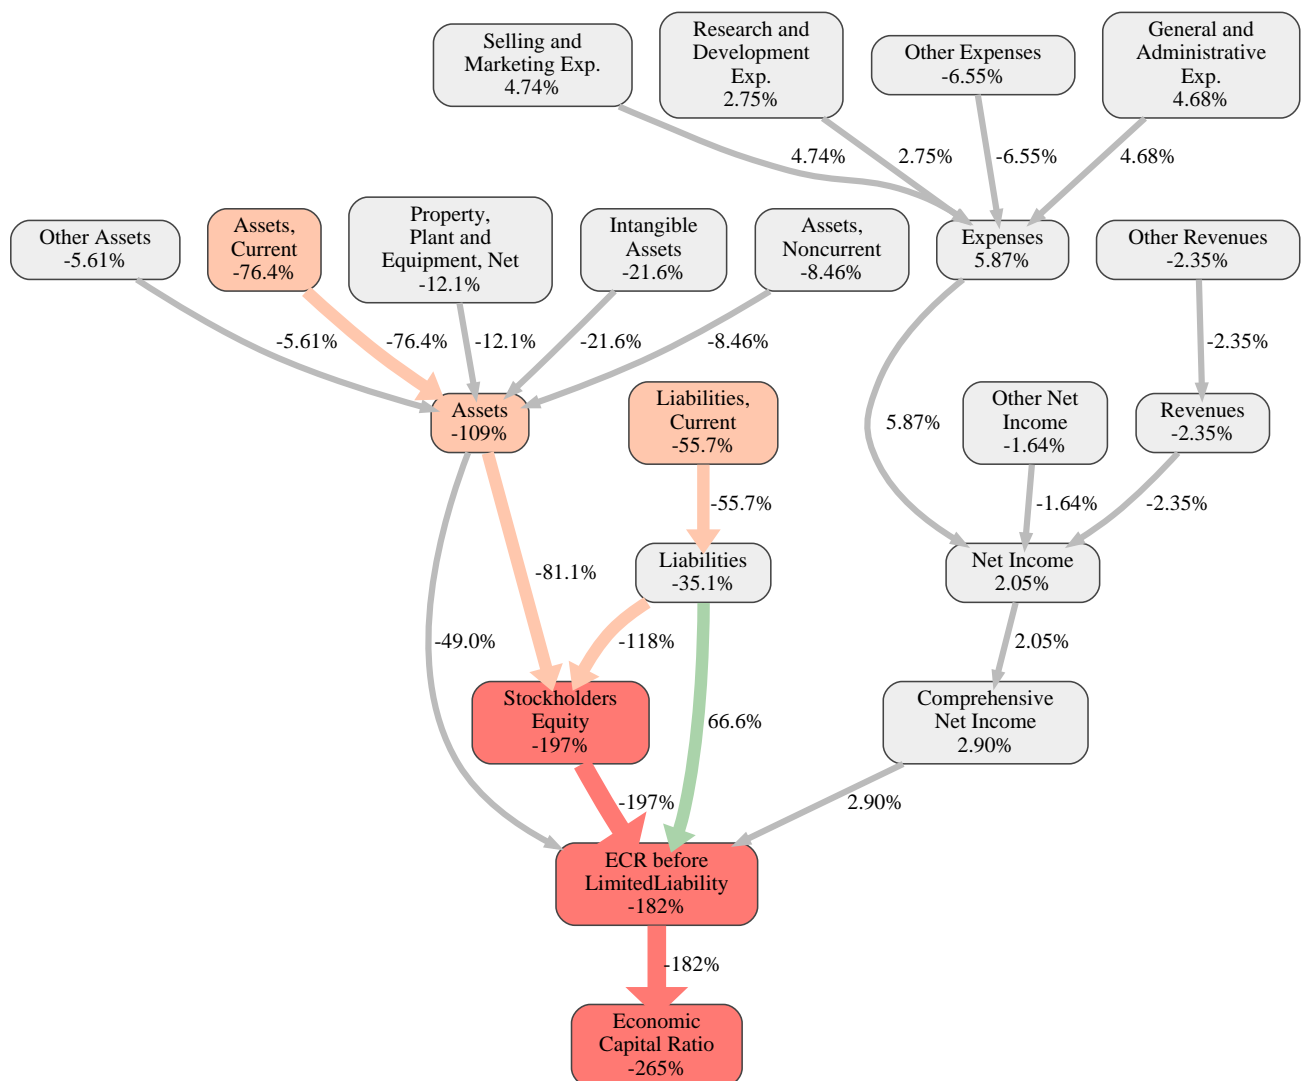 Selling and
Marketing Exp.
4.74%
Research and
Development
Exp.
2.75%
Other Expenses
-6.55%
General and
Administrative
Exp.
4.68%
4.74%
2.75%
-6.55%
4.68%
Other Assets
-5.61%
Assets,
Current
-76.4%
Property,
Plant and
Equipment, Net
-12.1%
Intangible
Assets
-21.6%
Assets,
Noncurrent
-8.46%
Expenses
5.87%
Other Revenues
-2.35%
-5.61%
-76.4%
-12.1%
-21.6%
-8.46%
-2.35%
Assets
-109%
Liabilities,
Current
-55.7%
5.87%
Other Net
Income
-1.64%
Revenues
-2.35%
-55.7%
-1.64%
-2.35%
-81.1%
Liabilities
-35.1%
Net Income
2.05%
-49.0%
-118%
2.05%
Stockholders
Equity
-197%
66.6%
Comprehensive
Net Income
2.90%
-197%
2.90%
ECR before
LimitedLiability
-182%
-182%
Economic
Capital Ratio
-265%